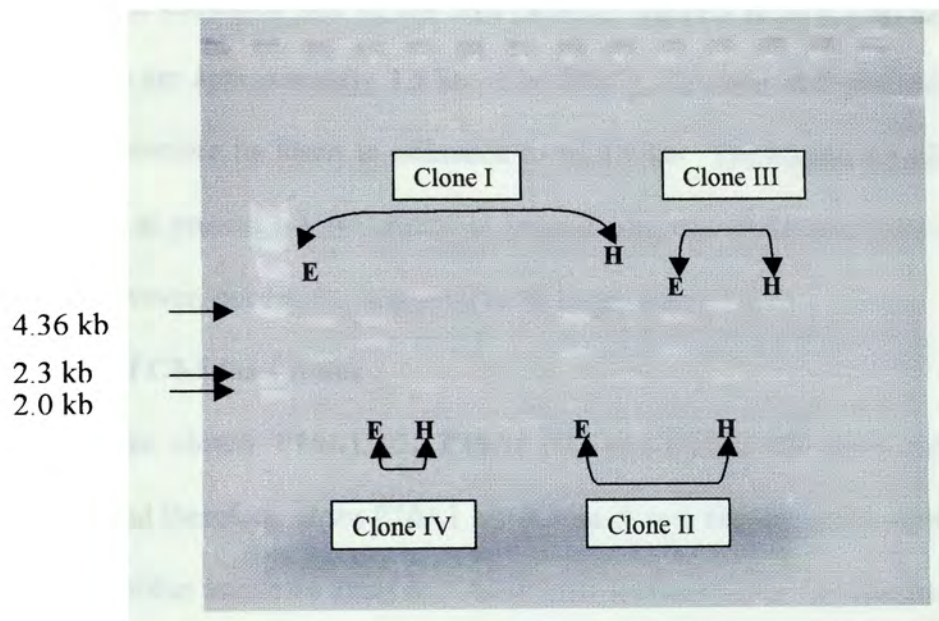 Clone I
Clone III
E
H
E
H
4.36 kb
2.3 kb
2.0 kb
E
H
E
H
Clone IV
Clone II